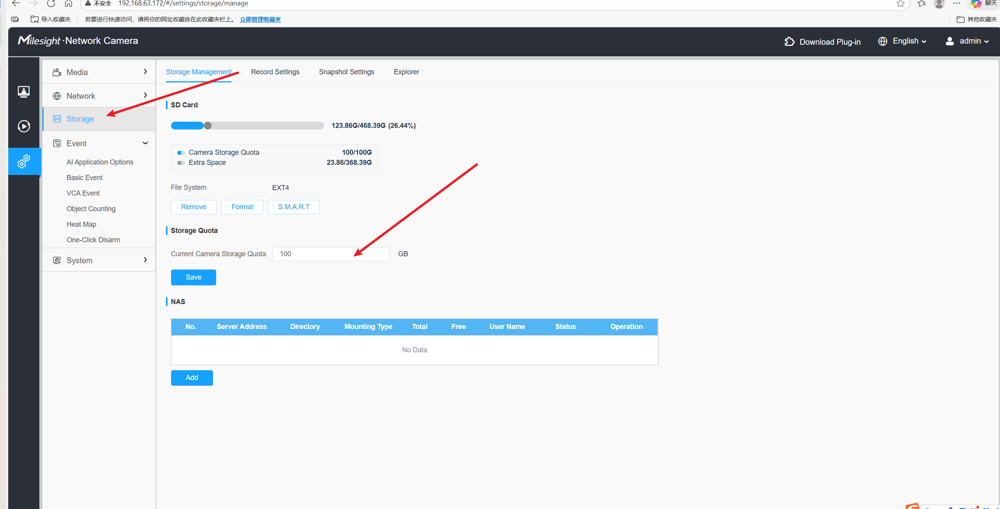 不安全 192.168.63.172/#/settings/storage/manage 聊天
导入收藏夹 若要进行快速访问，请将你的网址收藏放在此收藏夹栏上。 立即管理收藏夹 其他收藏夹
Milesight · Network Camera Download Plug-in English admin
Media
Network
Storage
Event
AI Application Options
Basic Event
VCA Event
Object Counting
Heat Map
One-Click Disarm
System
Storage Management Record Settings Snapshot Settings Explorer
SD Card
123.86G/468.39G (26.44%)
Camera Storage Quota 100/100G
Extra Space 23.86/368.39G
File System EXT4
Remove Format S.M.A.R.T
Storage Quota
Current Camera Storage Quota 100 GB
Save
NAS
No. Server Address Directory Mounting Type Total Free User Name Status Operation
No Data
Add